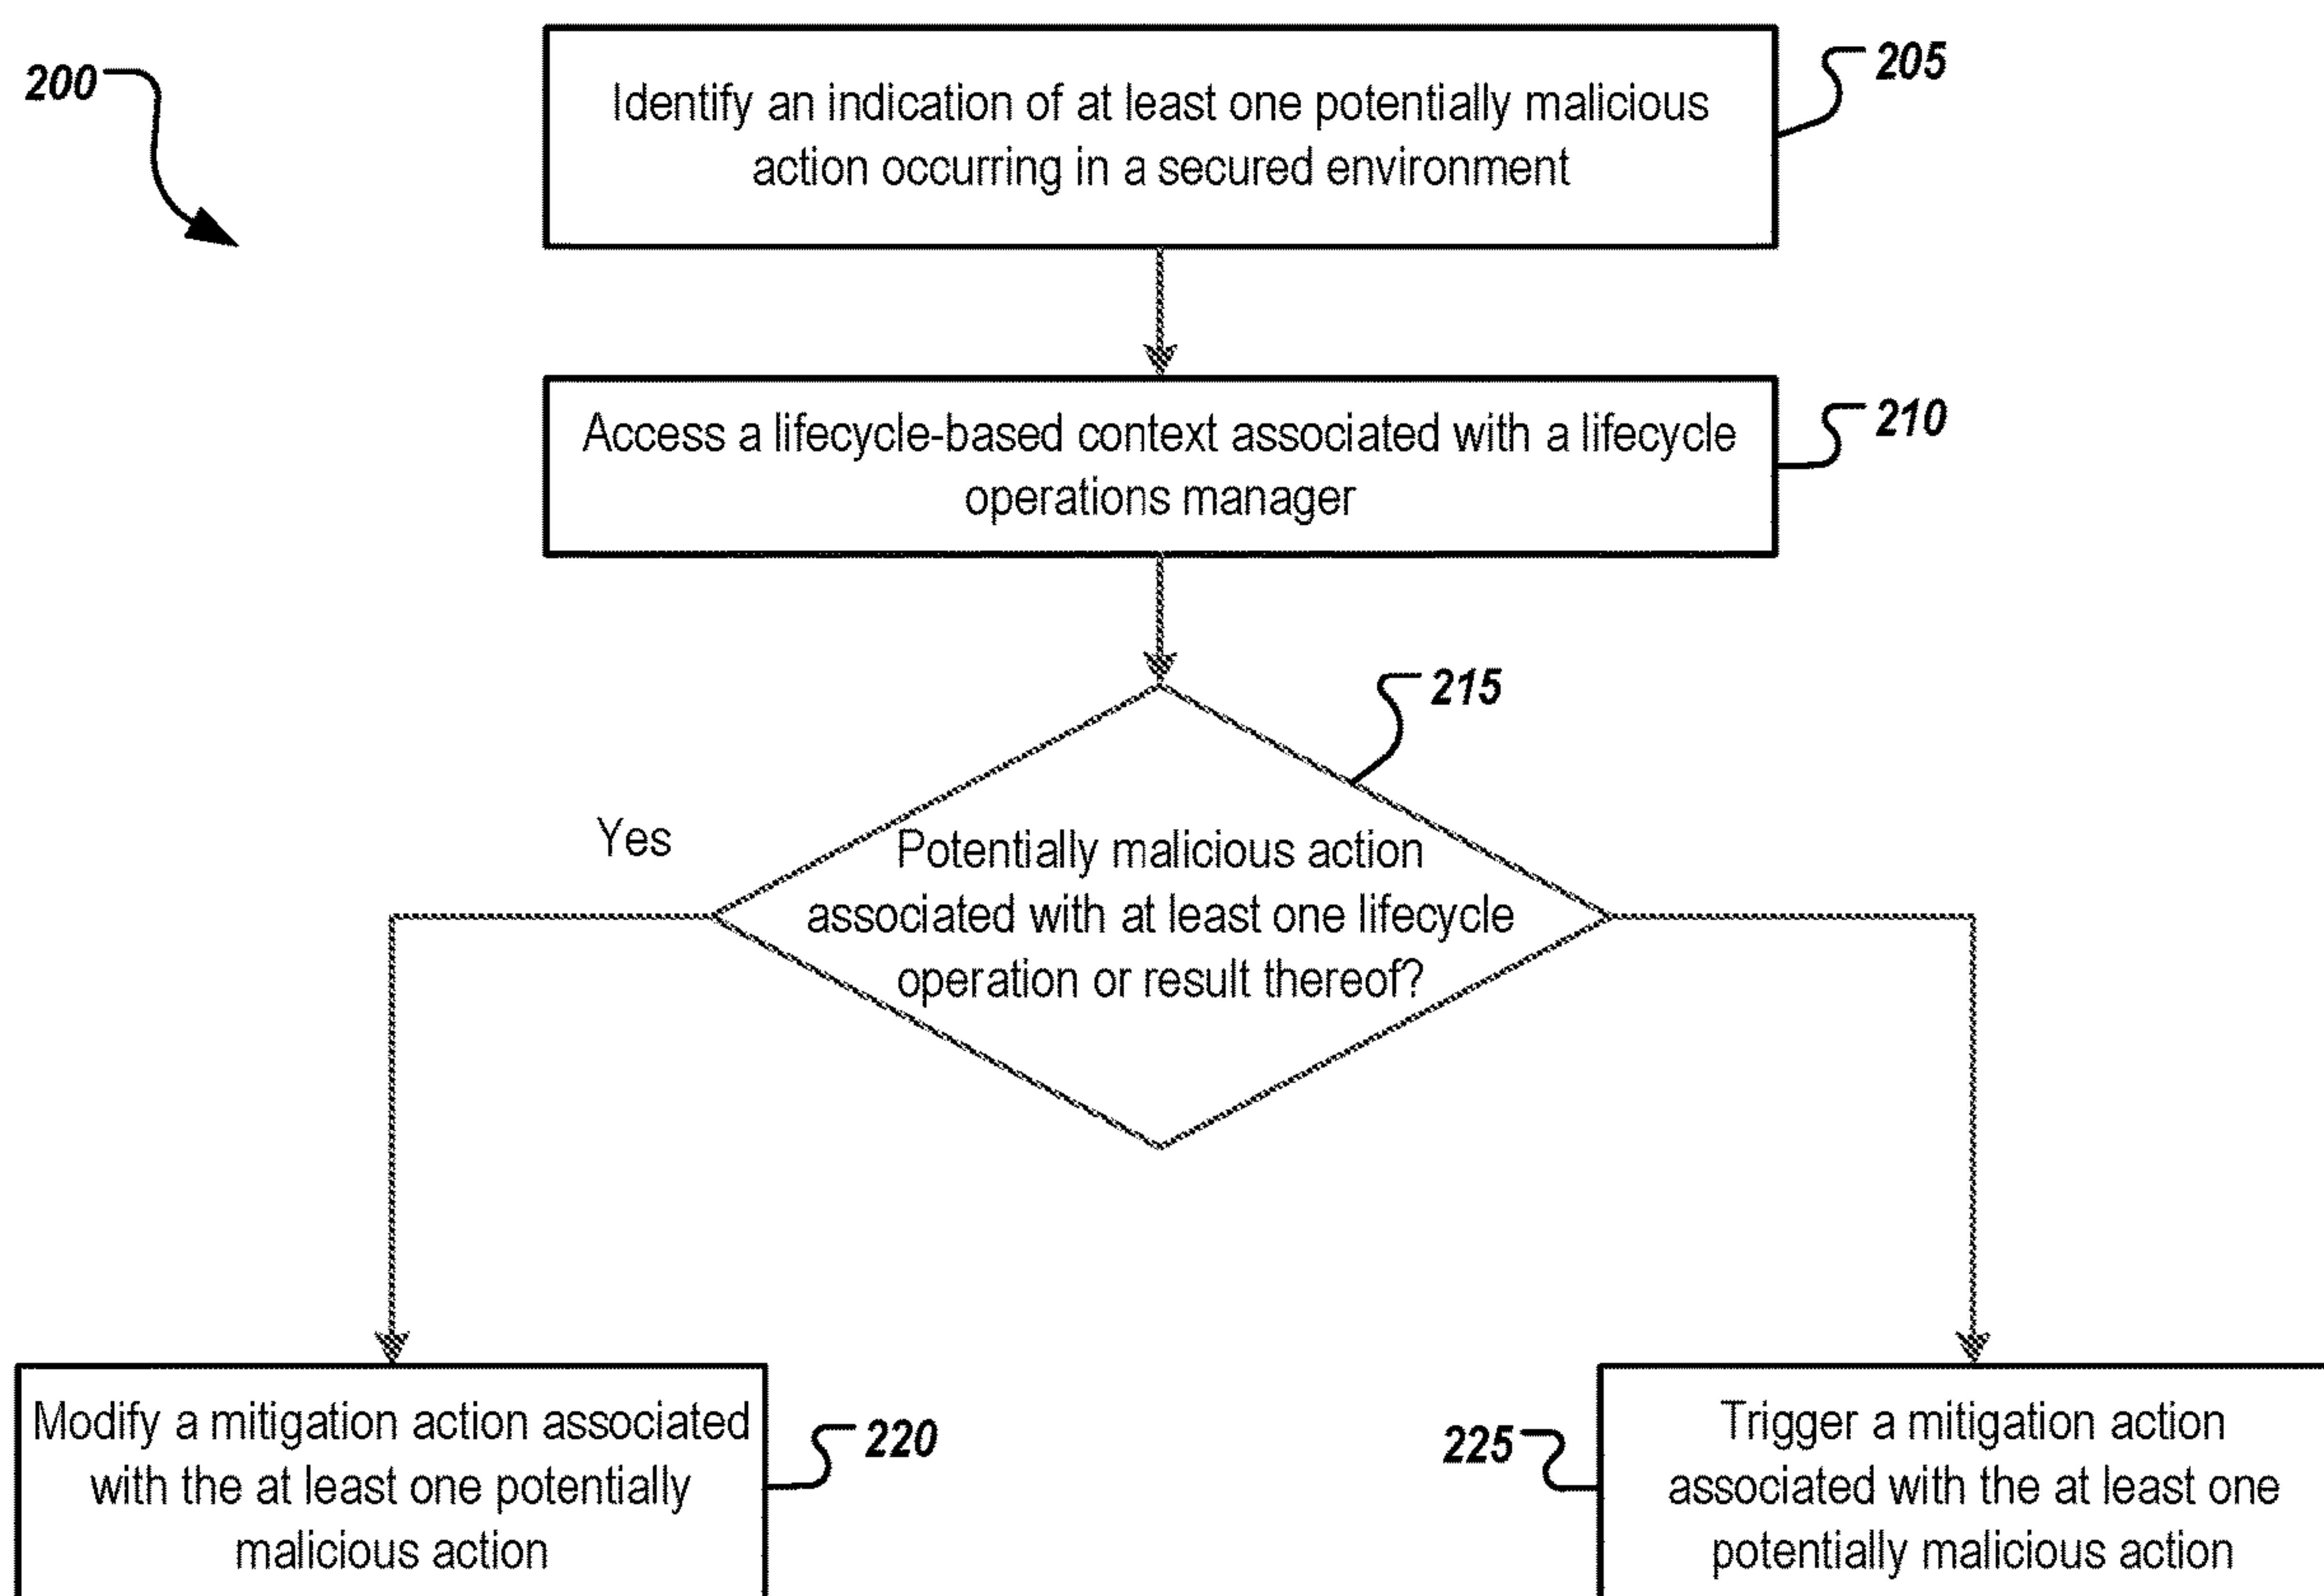 200
205
Identify an indication of at least one potentially malicious
action occurring in a secured environment
210
Access a lifecycle-based context associated with a lifecycle
operations manager
215
Yes
Potentially malicious action
associated with at least one lifecycle
operation or result thereof?
Modify a mitigation action associated
with the at least one potentially
malicious action
220
225
Trigger a mitigation action
associated with the at least one
potentially malicious action